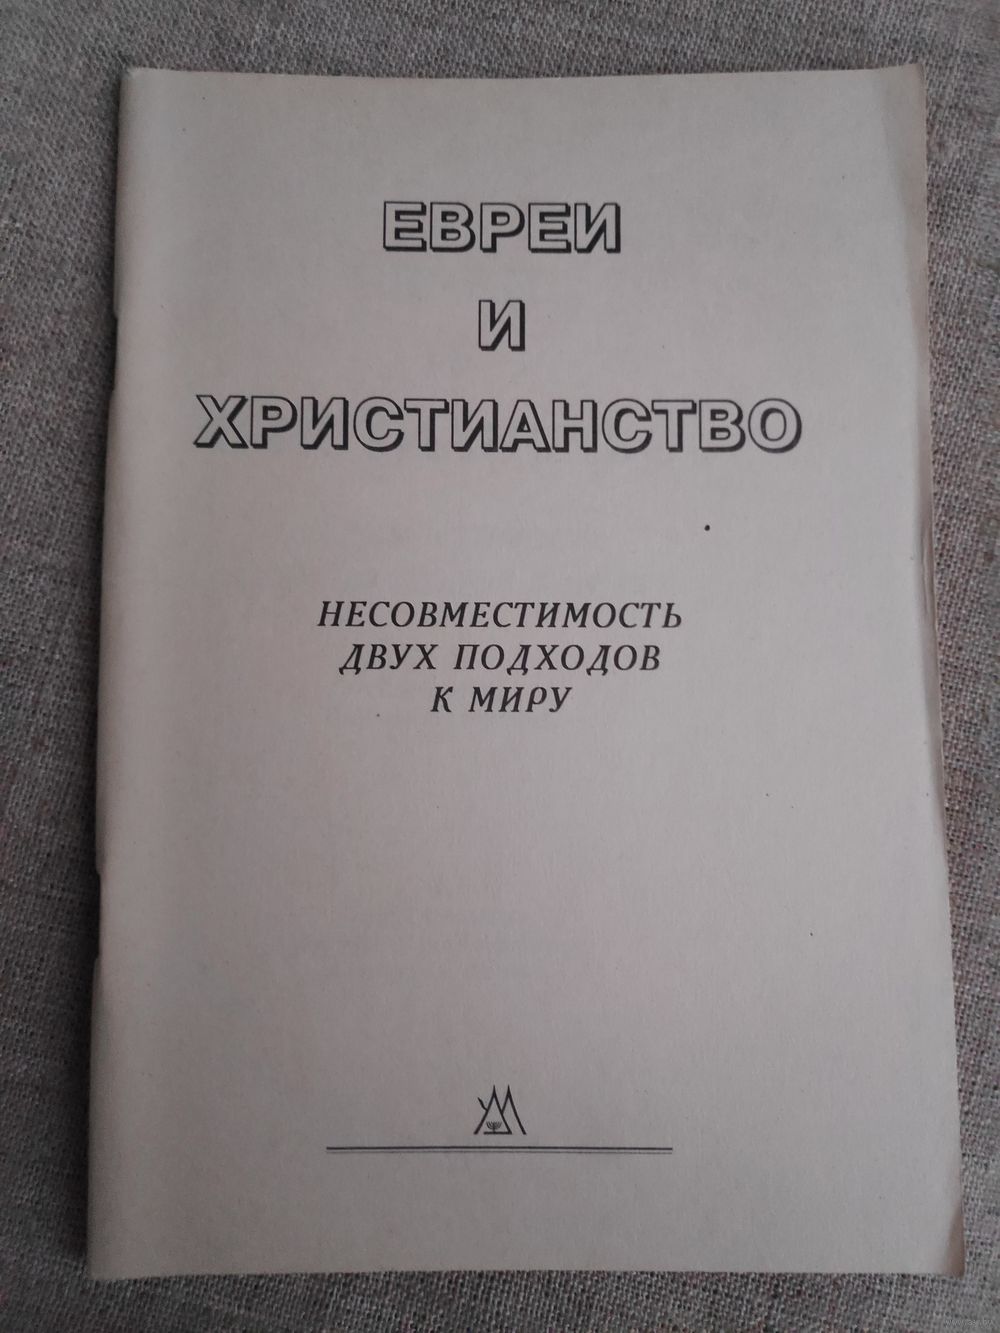 ЕВРЕИ
И
ХРИСТИАНСТВО
НЕСОВМЕСТИМОСТЬ
ДВУХ ПОДХОДОВ
К МИРУ